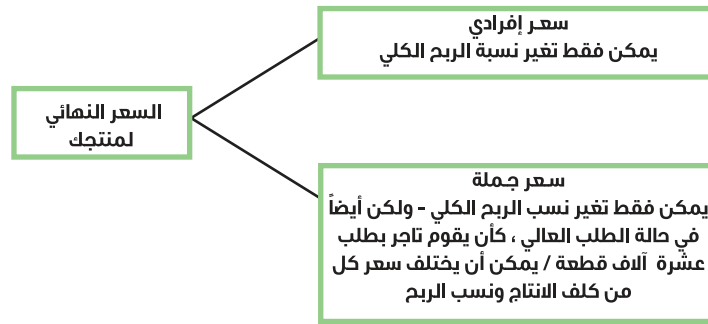 سعر إفرادي
يمكن فقط تغير نسبة الربح الكلي
السعر النهائي
لمنتجك
سعر جملة
يمكن فقط تغير نسب الربح الكلي - ولكن أيضاً
في حالة الطلب العالي ، كأن يقوم تاجر بطلب
عشرة آلاف قطعة / يمكن أن يختلف سعر كل
من كلف الانتاج ونسب الربح